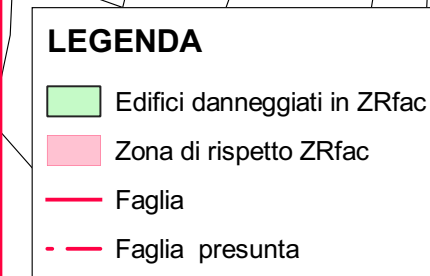 LEGENDA
Edifici danneggiati in ZRfac
Zona di rispetto ZRfac
Faglia
Faglia presunta